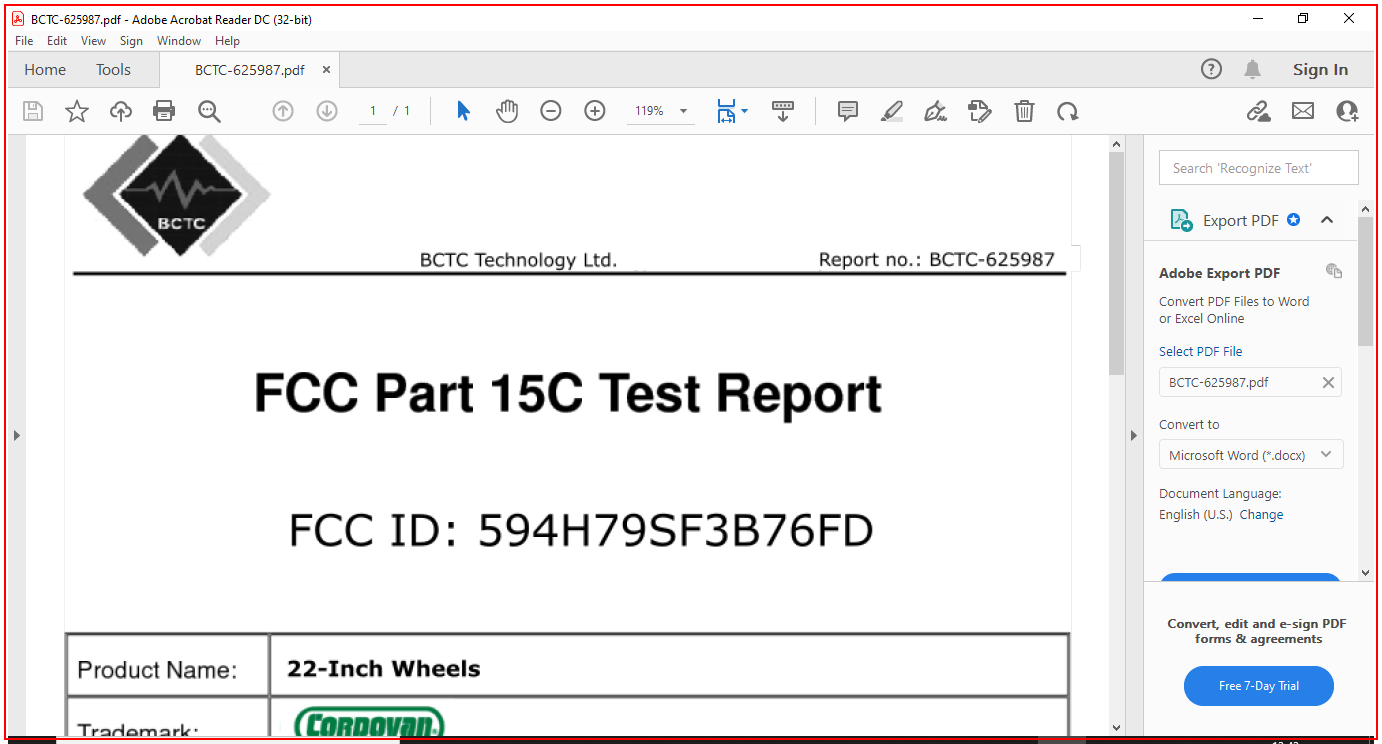 BCTC-625987.pdf - Adobe Acrobat Reader DC (32-bit)
File Edit View Sign Window Help
Home Tools BCTC-625987.pdf × Sign In
1 / 1 119%
Search 'Recognize Text'
Export PDF
BCTC
BCTC Technology Ltd. Report no.: BCTC-625987
Adobe Export PDF
Convert PDF Files to Word
or Excel Online
Select PDF File
BCTC-625987.pdf
FCC Part 15C Test Report
Convert to
Microsoft Word (*.docx)
Document Language:
English (U.S.) Change
FCC ID: 594H79SF3B76FD
Convert, edit and e-sign PDF
forms & agreements
Free 7-Day Trial
Product Name: 22-Inch Wheels
Trademark: CORDOVAN